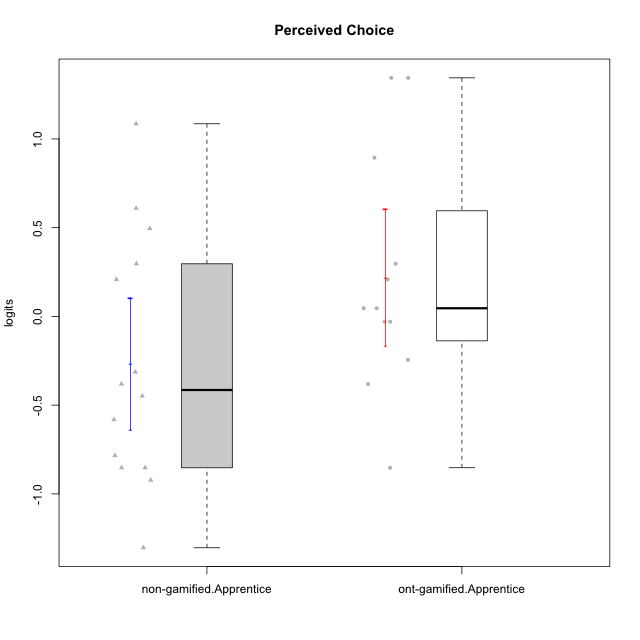 Perceived Choice
logits
1.0
0.5
0.0
-0.5
-1.0
non-gamified.Apprentice
ont-gamified.Apprentice